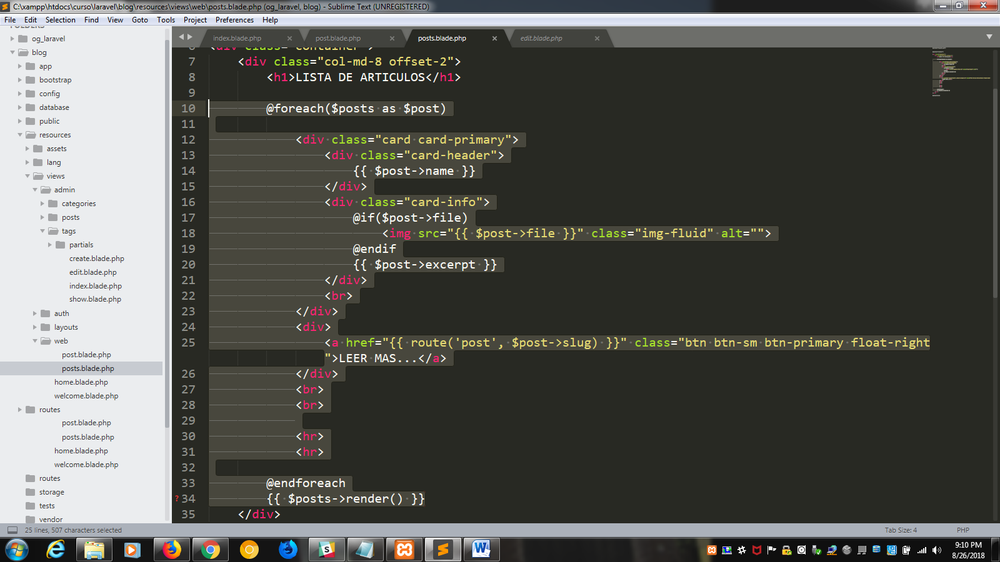 C:\xampp\htdocs\curso\laravel\blog\resources\views\web\posts.blade.php (og_laravel, blog) - Sublime Text (UNREGISTERED)
File Edit Selection Find View Goto Tools Project Preferences Help
FOLDERS
og_laravel
blog
app
bootstrap
config
database
public
resources
assets
lang
views
admin
categories
posts
tags
partials
create.blade.php
edit.blade.php
index.blade.php
show.blade.php
auth
layouts
web
post.blade.php
posts.blade.php
home.blade.php
welcome.blade.php
routes
post.blade.php
posts.blade.php
home.blade.php
welcome.blade.php
routes
storage
tests
vendor
index.blade.php × post.blade.php × posts.blade.php × edit.blade.php ×
6 <div class="container">
7 <div class="col-md-8 offset-2">
8 <h1>LISTA DE ARTICULOS</h1>
9
10 @foreach($posts as $post)
11
12 <div class="card card-primary">
13 <div class="card-header">
14 {{ $post->name }}
15 </div>
16 <div class="card-info">
17 @if($post->file)
18 <img src="{{ $post->file }}" class="img-fluid" alt="">
19 @endif
20 {{ $post->excerpt }}
21 </div>
22 <br>
23 </div>
24 <div>
25 <a href="{{ route('post', $post->slug) }}" class="btn btn-sm btn-primary float-right
">LEER MAS...</a>
26 </div>
27 <br>
28 <br>
29
30 <hr>
31 <hr>
32
33 @endforeach
? 34 {{ $posts->render() }}
35 </div>
25 lines, 507 characters selected
Tab Size: 4 PHP
9:10 PM
8/26/2018